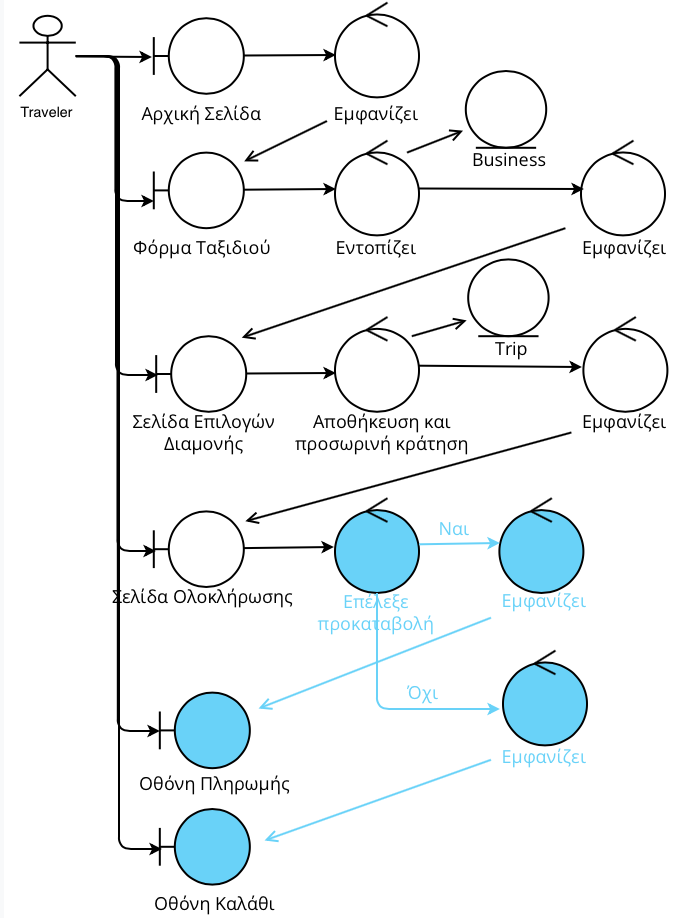 Traveler
Αρχική Σελίδα
Εμφανίζει
Business
Φόρμα Ταξιδιού
Εντοπίζει
Εμφανίζει
Trip
Σελίδα Επιλογών
Διαμονής
Αποθήκευση και
προσωρινή κράτηση
Εμφανίζει
Ναι
Σελίδα Ολοκλήρωσης
Επέλεξε
προκαταβολή
Εμφανίζει
Όχι
Εμφανίζει
Οθόνη Πληρωμής
Οθόνη Καλάθι